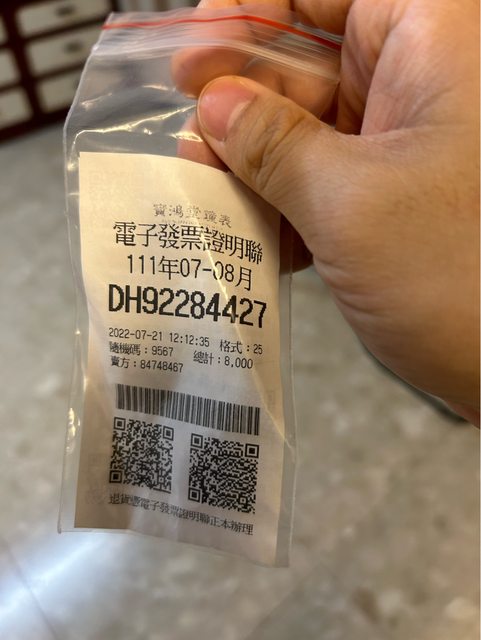 寶鴻堂鐘表
電子發票證明聯
111年07-08月
DH92284427
2022-07-21 12:12:35 格式:25
隨機碼:9567 總計:8,000
賣方:84748467
退貨憑電子發票證明聯正本辦理